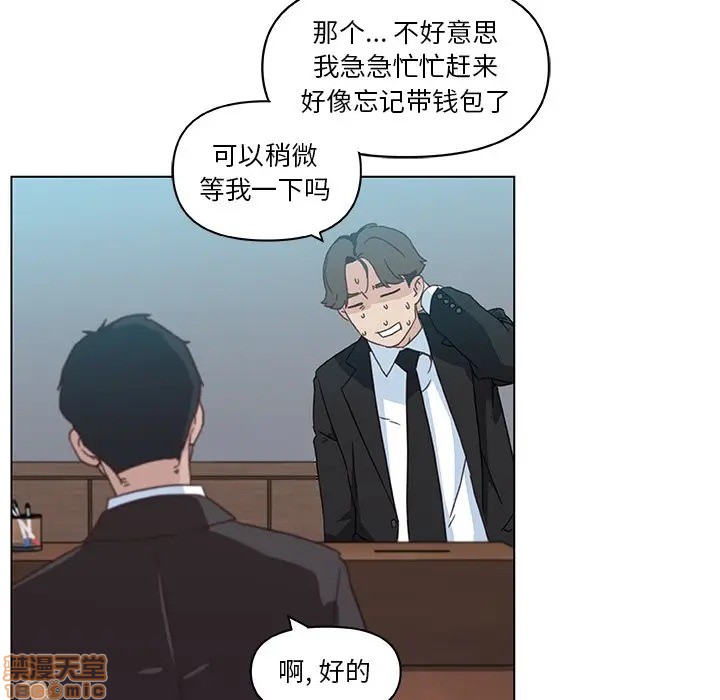 那个... 不好意思
我急急忙忙赶来
好像忘记带钱包了
可以稍微
等我一下吗
啊, 好的
禁漫天堂